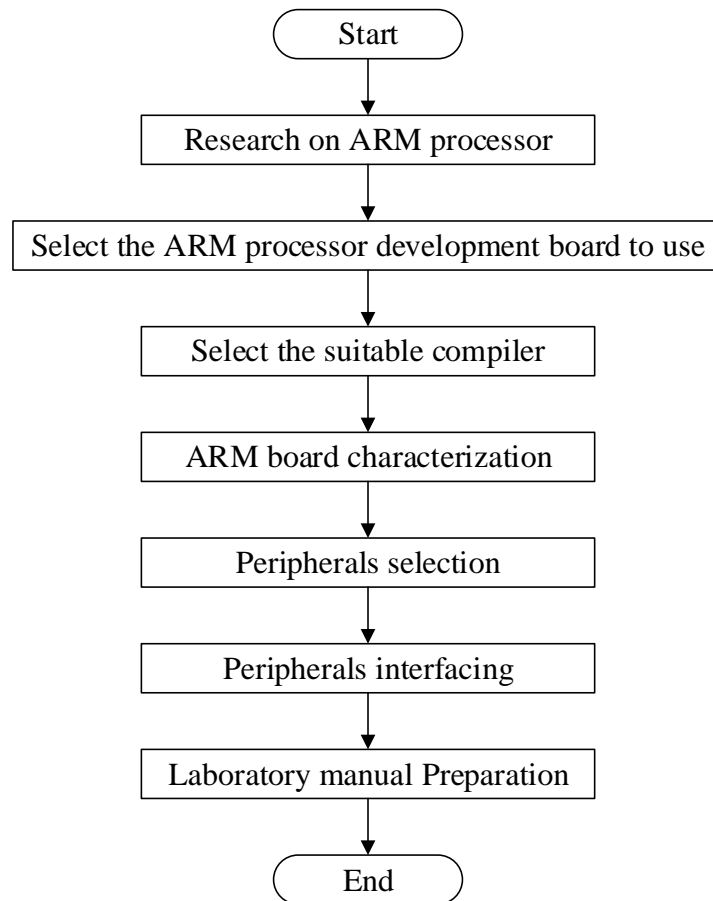 Start
Research on ARM processor
Select the ARM processor development board to use
Select the suitable compiler
ARM board characterization
Peripherals selection
Peripherals interfacing
Laboratory manual Preparation
End